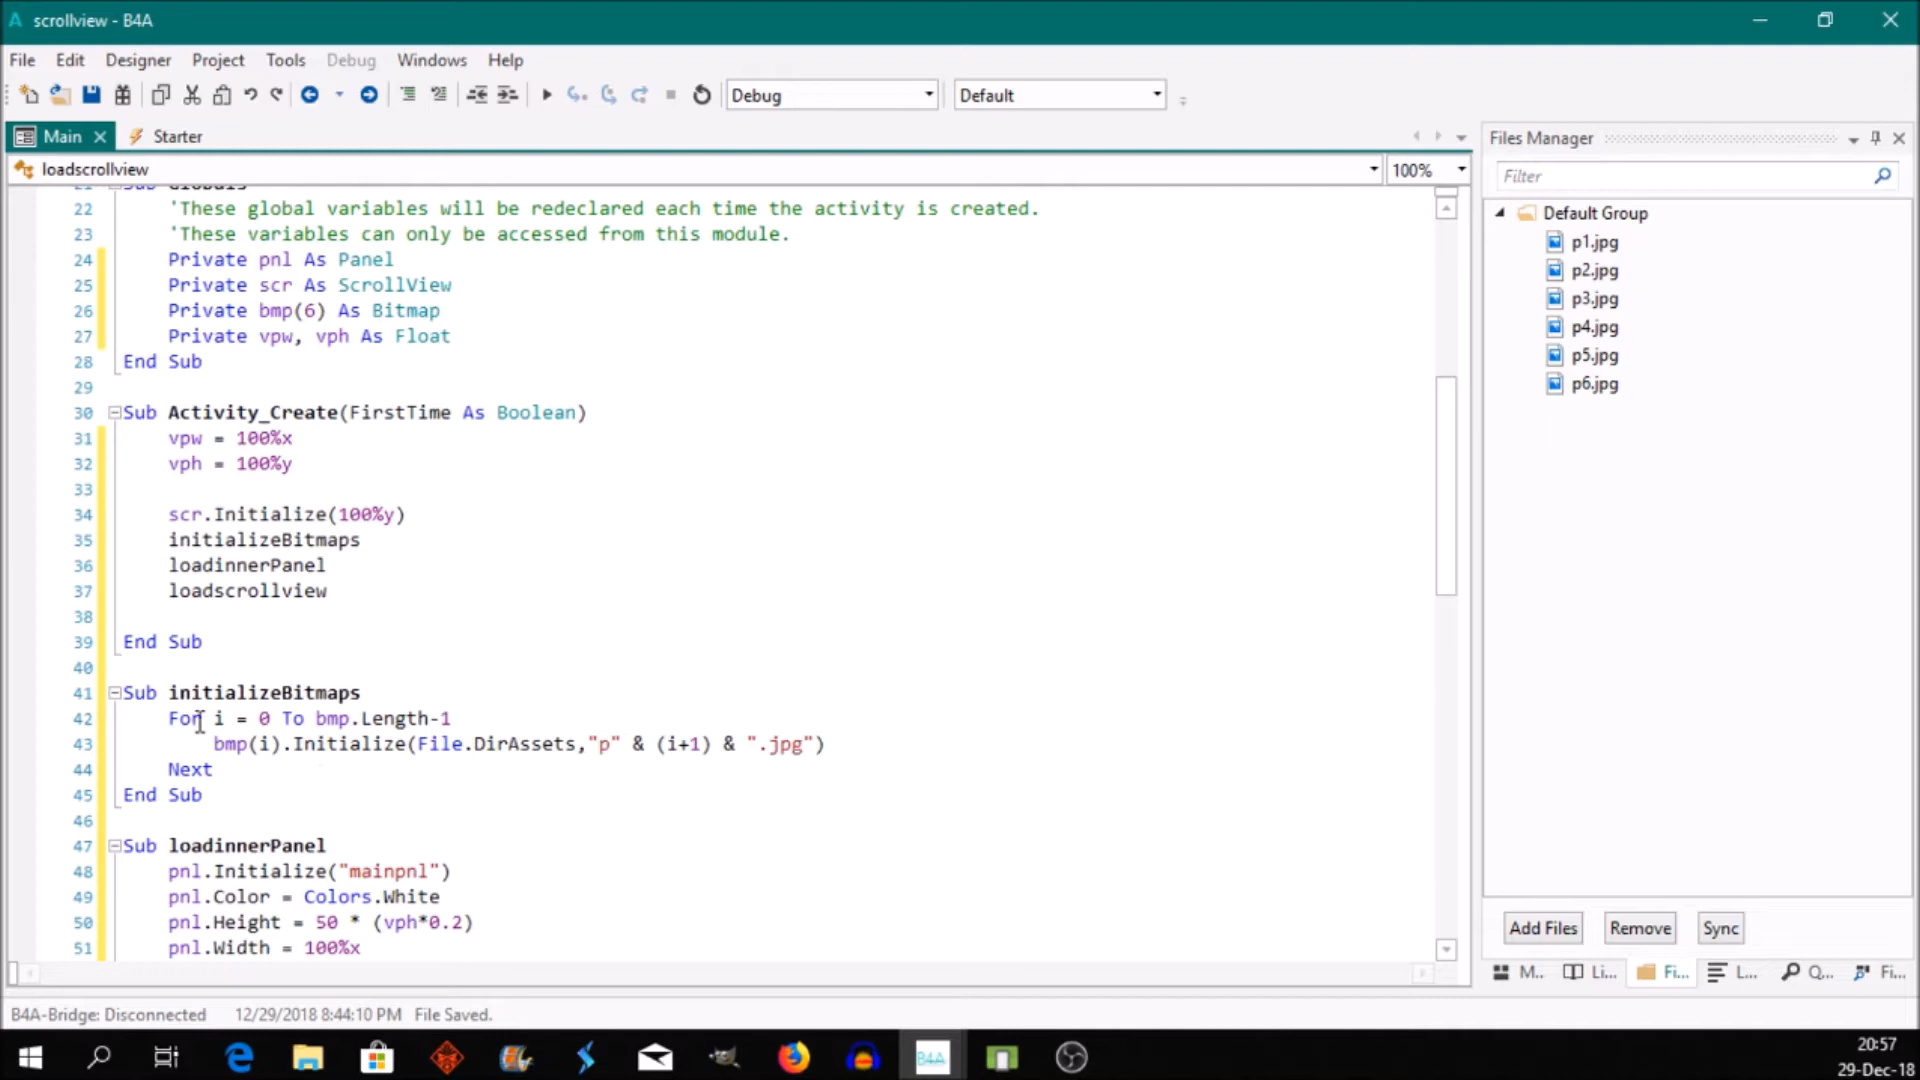 scrollview - B4A
File Edit Designer Project Tools Debug Windows Help
Debug Default
Main Starter
Files Manager
loadscrollview 100%
Filter
Default Group
p1.jpg
p2.jpg
p3.jpg
p4.jpg
p5.jpg
p6.jpg
22 'These global variables will be redeclared each time the activity is created.
23 'These variables can only be accessed from this module.
24 Private pnl As Panel
25 Private scr As ScrollView
26 Private bmp(6) As Bitmap
27 Private vpw, vph As Float
28 End Sub
29
30 Sub Activity_Create(FirstTime As Boolean)
31 vpw = 100%x
32 vph = 100%y
33
34 scr.Initialize(100%y)
35 initializeBitmaps
36 loadinnerPanel
37 loadscrollview
38
39 End Sub
40
41 Sub initializeBitmaps
42 For i = 0 To bmp.Length-1
43 bmp(i).Initialize(File.DirAssets,"p" & (i+1) & ".jpg")
44 Next
45 End Sub
46
47 Sub loadinnerPanel
48 pnl.Initialize("mainpnl")
49 pnl.Color = Colors.White
50 pnl.Height = 50 * (vph*0.2)
51 pnl.Width = 100%x
Add Files Remove Sync
M.. Li... Fi... L... Q... Fi...
B4A-Bridge: Disconnected 12/29/2018 8:44:10 PM File Saved.
B4A
20:57
29-Dec-18